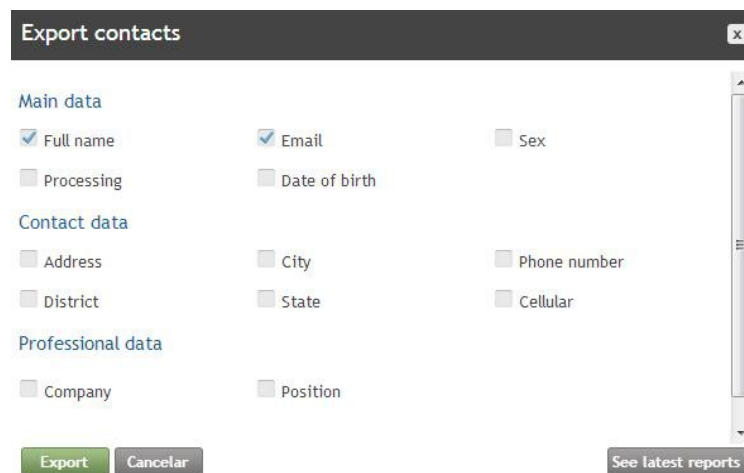 Export contacts
x
Main data
Full name Email Sex
Processing Date of birth
Contact data
Address City Phone number
District State Cellular
Professional data
Company Position
Export Cancelar See latest reports